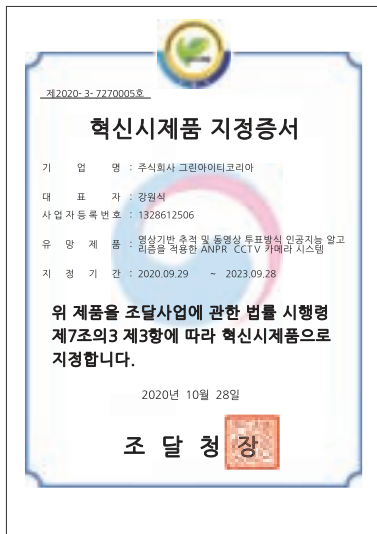 제2020- 3- 7270005호
혁신시제품 지정증서
기 업 명 : 주식회사 그린아이티코리아
대 표 자 : 강원식
사업자등록번호 : 1328612506
유 망 제 품 : 영상기반 추적 및 동영상 투표방식 인공지능 알고
리즘을 적용한 ANPR CCTV 카메라 시스템
지 정 기 간 : 2020.09.29 ~ 2023.09.28
위 제품을 조달사업에 관한 법률 시행령
제7조의3 제3항에 따라 혁신시제품으로
지정합니다.
2020년 10월 28일
조 달 청 장